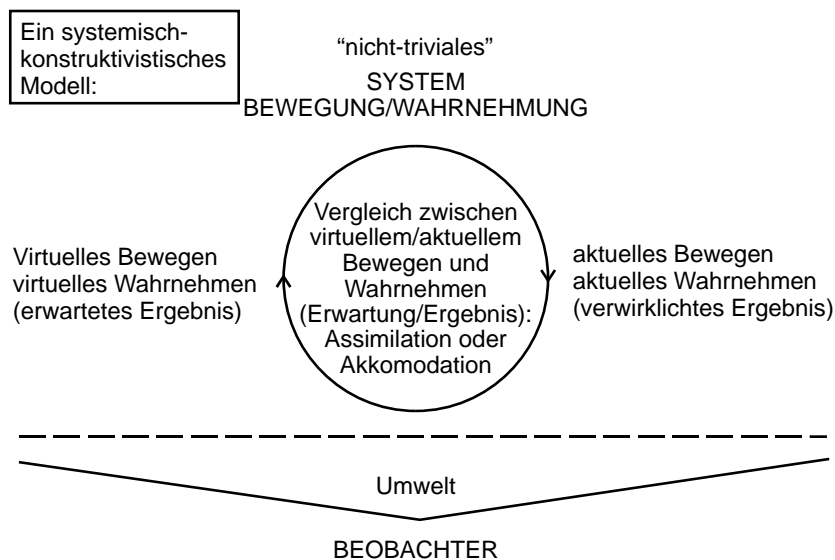 Ein systemisch-
konstruktivistisches
Modell:
“nicht-triviales”
SYSTEM
BEWEGUNG/WAHRNEHMUNG
Virtuelles Bewegen
virtuelles Wahrnehmen
(erwartetes Ergebnis)
Vergleich zwischen
virtuellem/aktuellem
Bewegen und
Wahrnehmen
(Erwartung/Ergebnis):
Assimilation oder
Akkomodation
aktuelles Bewegen
aktuelles Wahrnehmen
(verwirklichtes Ergebnis)
Umwelt
BEOBACHTER